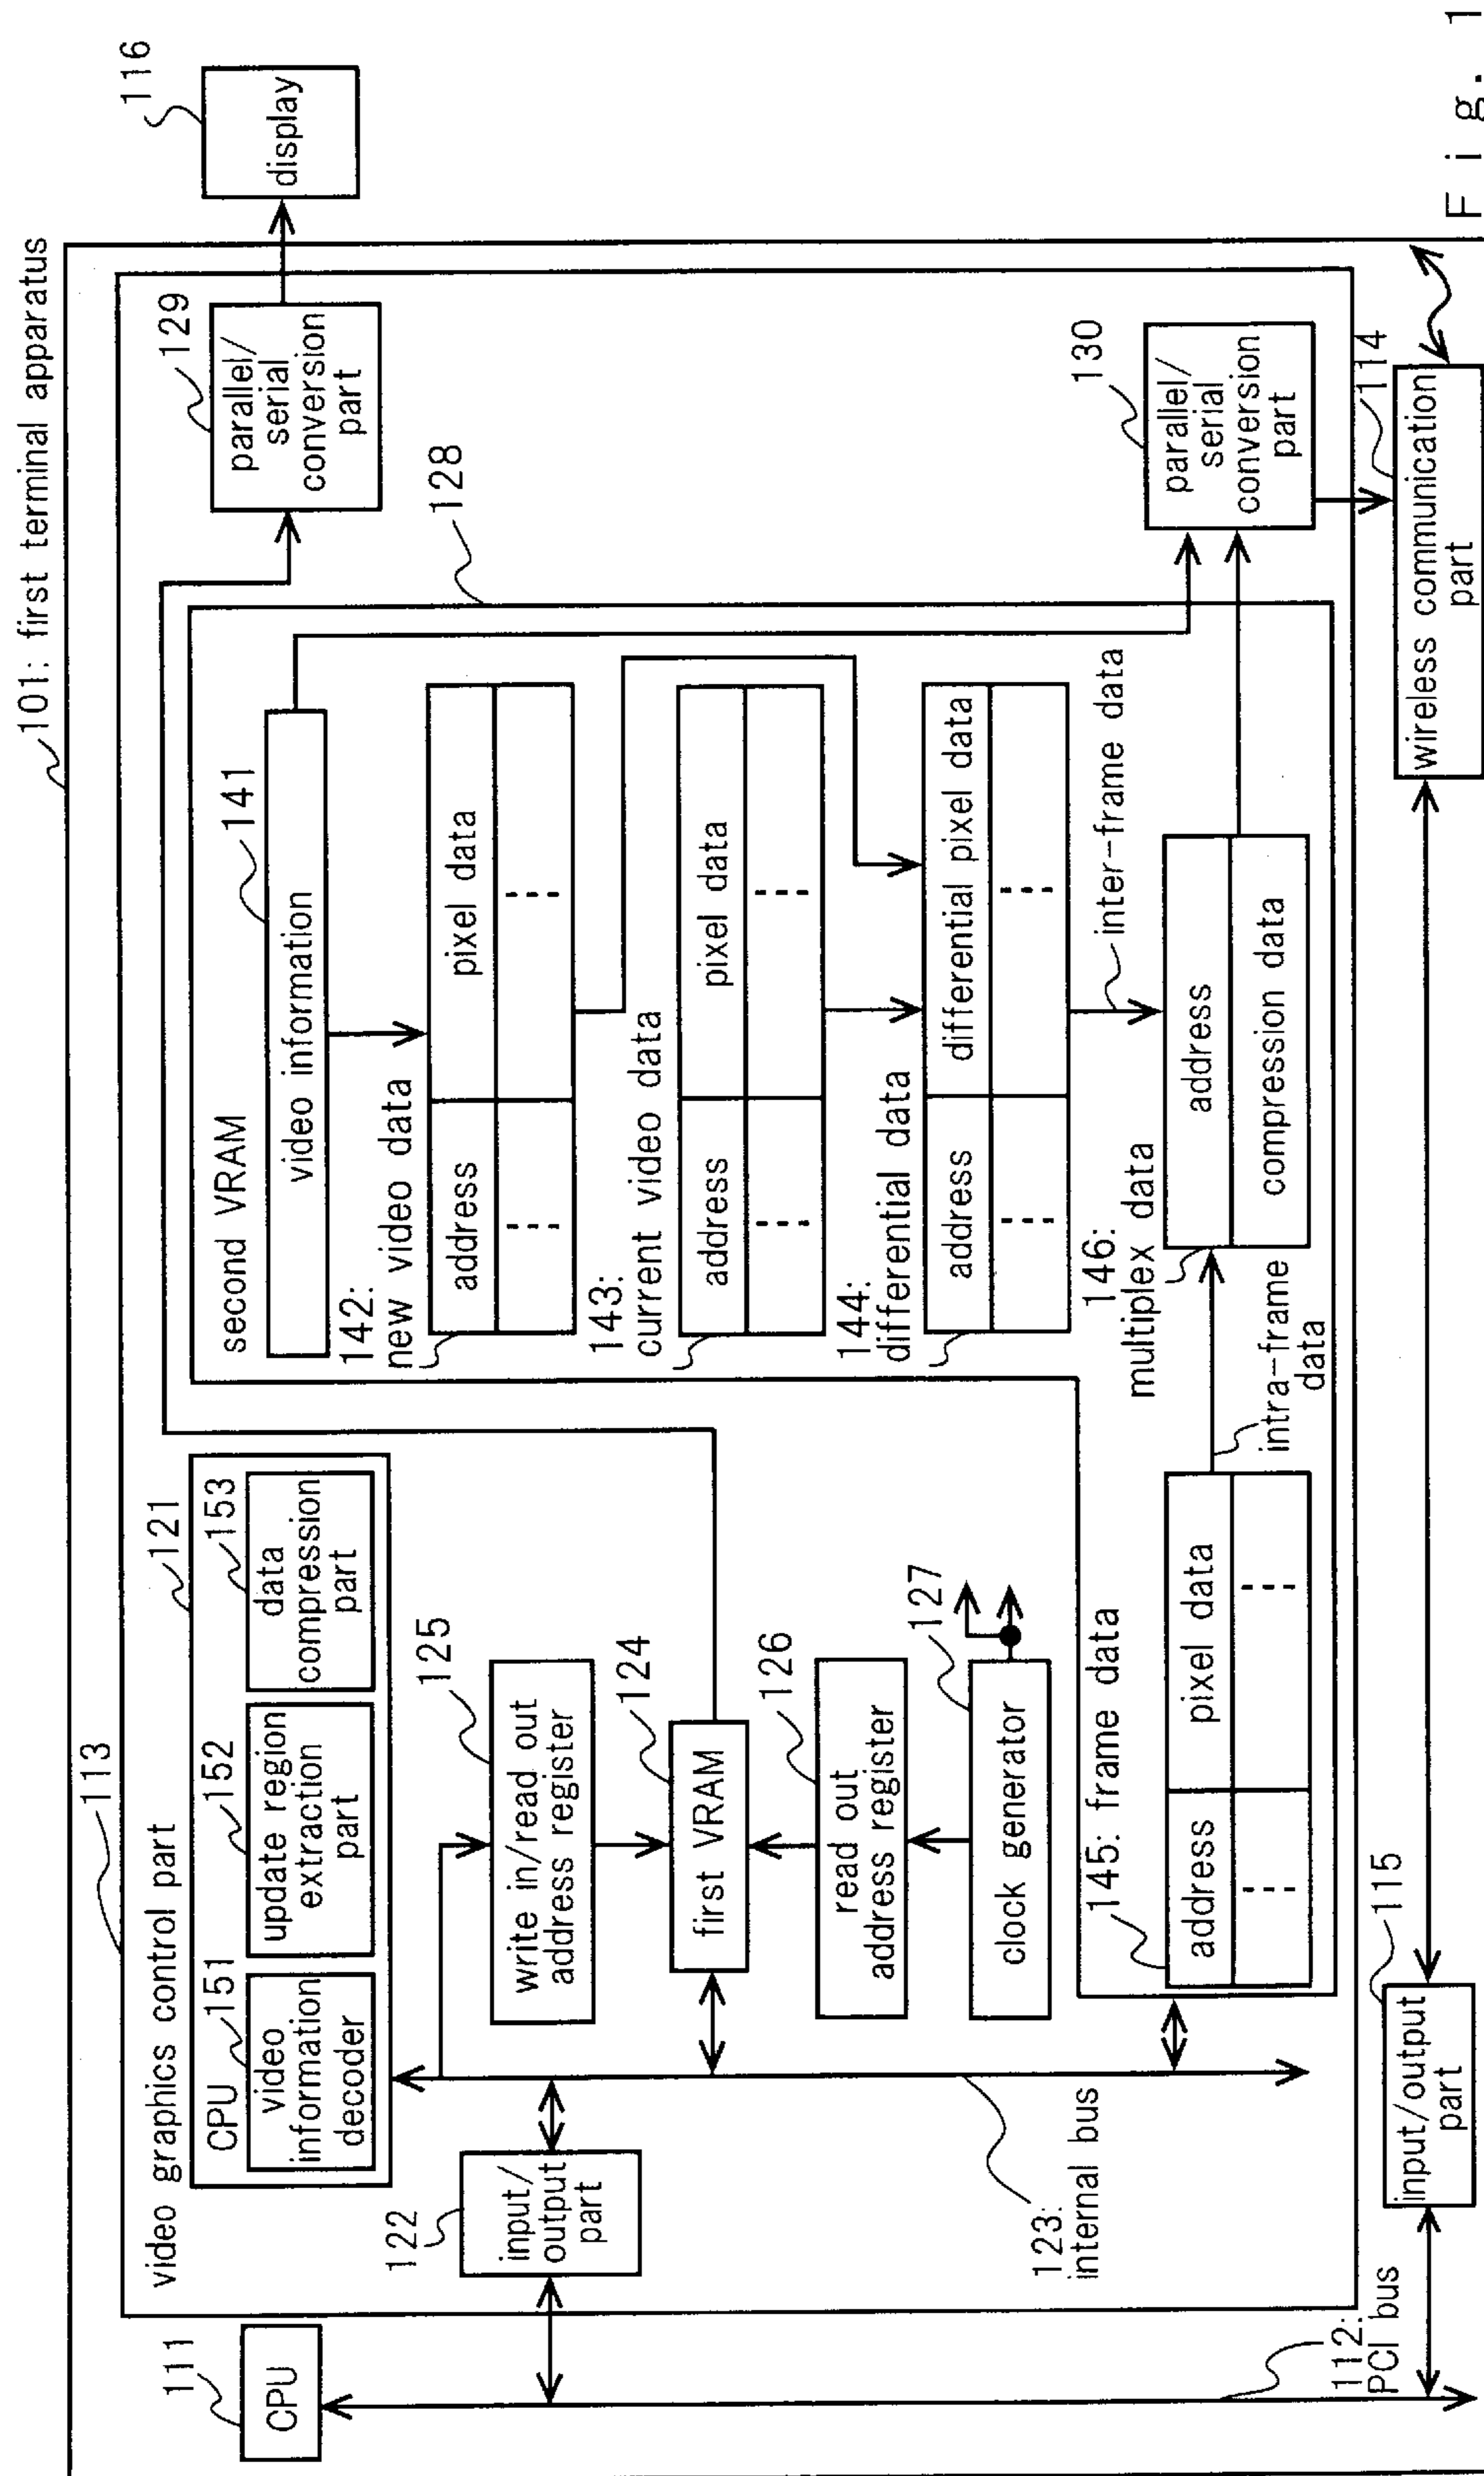 101: first terminal apparatus
113
video graphics control part
121
111
CPU
CPU
151
video
information
decoder
152
update region
extraction
part
153
data
compression
part
122
input/
output
part
125
write in/read out
address register
124
first VRAM
126
read out
address register
127
clock generator
123:
internal bus
112:
PCI bus
128
second VRAM
141
video information
142:
new video data
address
pixel data
143:
current video data
address
pixel data
144:
differential data
address
differential pixel data
inter-frame data
145: frame data
address
pixel data
intra-frame
data
146:
multiplex data
address
compression data
129
parallel/
serial
conversion
part
116
display
130
parallel/
serial
conversion
part
115
input/output
part
114
wireless communication
part
Fig. 1